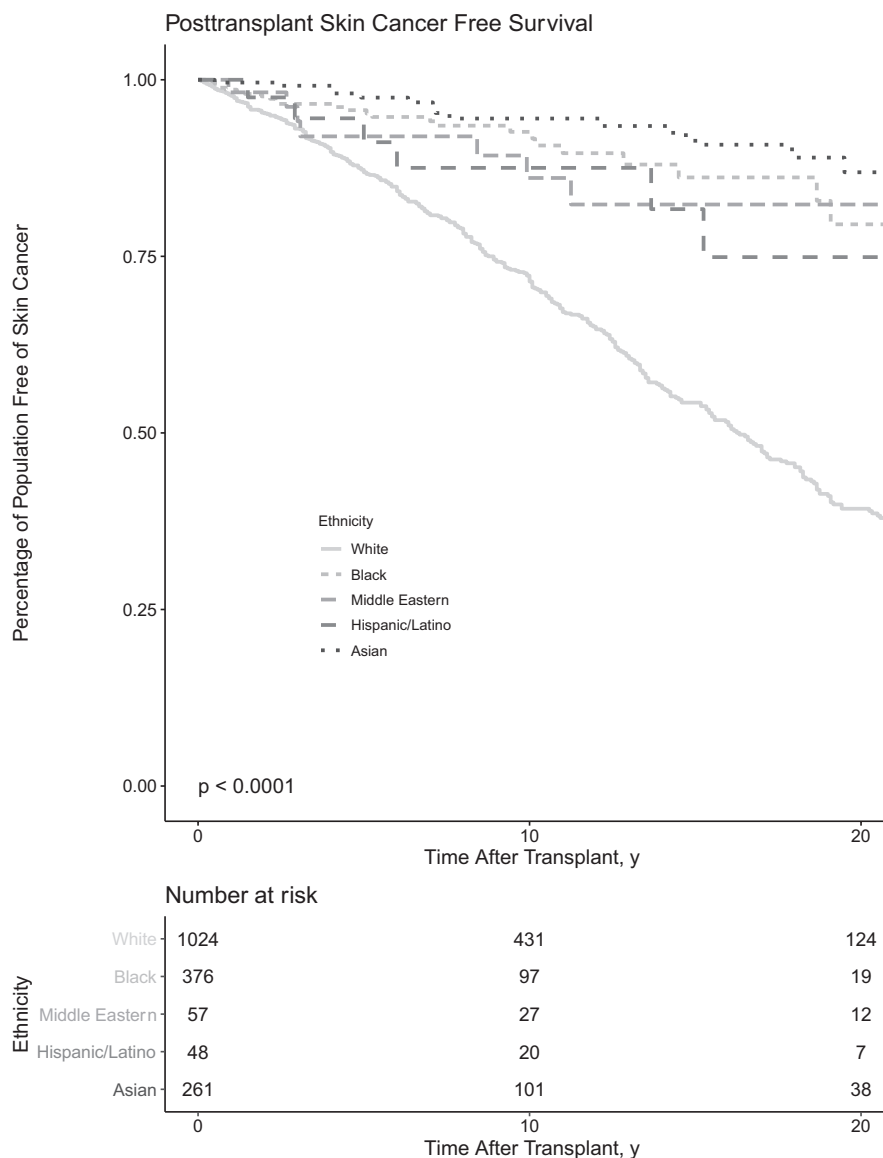 Posttransplant Skin Cancer Free Survival
Percentage of Population Free of Skin Cancer
1.00
0.75
0.50
0.25
0.00
Ethnicity
White
Black
Middle Eastern
Hispanic/Latino
Asian
p < 0.0001
0 10 20
Time After Transplant, y
Number at risk
Ethnicity
White 1024 431 124
Black 376 97 19
Middle Eastern 57 27 12
Hispanic/Latino 48 20 7
Asian 261 101 38
0 10 20
Time After Transplant, y